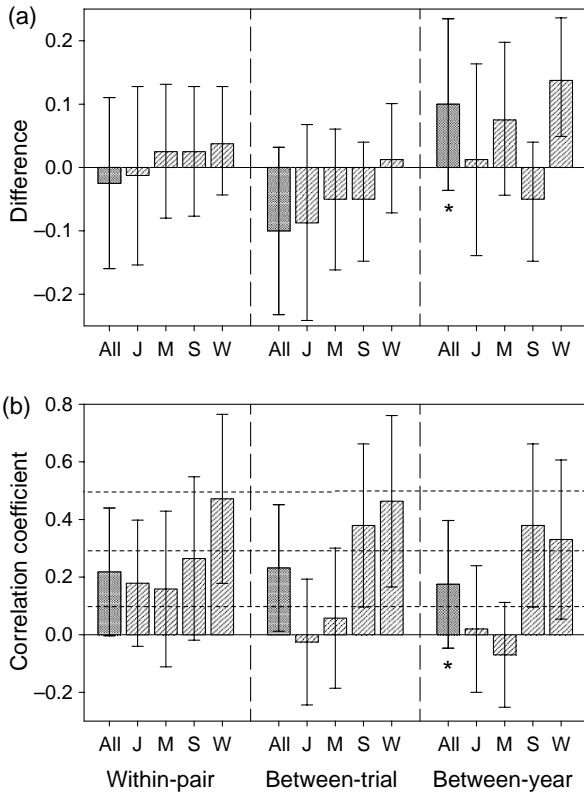 (a)
0.2
0.1
0.0
−0.1
−0.2
Difference
*
All J M S W All J M S W All J M S W
(b)
0.8
0.6
0.4
0.2
0.0
−0.2
Correlation coefficient
*
All J M S W All J M S W All J M S W
Within-pair Between-trial Between-year